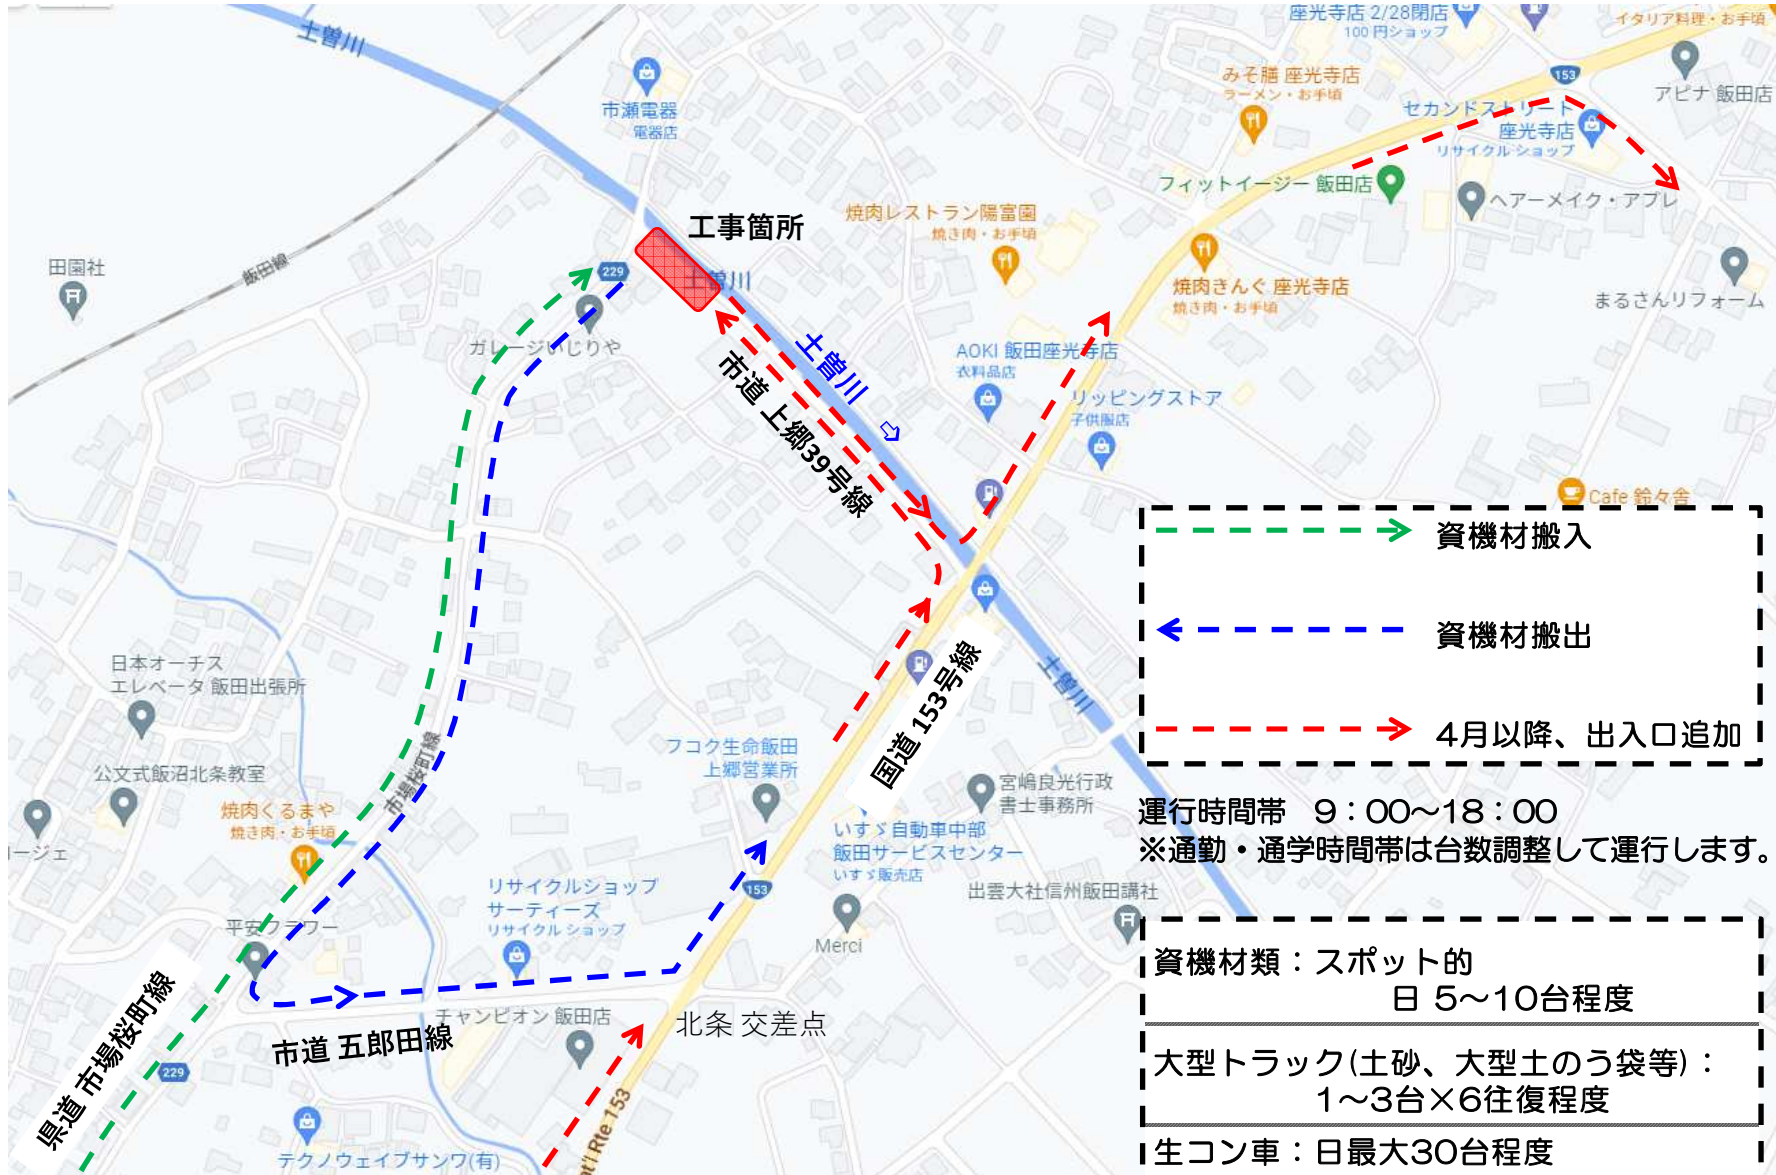 土曽川
座光寺店 2/28閉店
100 円ショップ
イタリア料理・お手頃
市瀬電器
電器店
みそ膳 座光寺店
ラーメン・お手頃
153
アピナ 飯田店
セカンドストリート
座光寺店
リサイクル ショップ
フィットイージー 飯田店
ヘアーメイク・アプレ
焼肉レストラン陽富園
焼き肉・お手頃
工事箇所
土曽川
229
田園社
飯田線
焼肉きんぐ 座光寺店
焼き肉・お手頃
まるさんリフォーム
ガレージいじりや
土曽川
市道 上郷39号線
AOKI 飯田座光寺店
衣料品店
リッピングストア
子供服店
Cafe 鈴々舎
資機材搬入
資機材搬出
4月以降、出入口追加
日本オーチス
エレベータ 飯田出張所
土曽川
国道 153号線
フコク生命飯田
上郷営業所
市場桜町線
公文式飯沼北条教室
焼肉くるまや
焼き肉・お手頃
ージェ
宮嶋良光行政
書士事務所
運行時間帯 9：00〜18：00
※通勤・通学時間帯は台数調整して運行します。
いすゞ自動車中部
飯田サービスセンター
いすゞ販売店
153
リサイクルショップ
サーティーズ
リサイクル ショップ
出雲大社信州飯田講社
平安フラワー
Merci
資機材類：スポット的
日 5〜10台程度
チャンピオン 飯田店
北条 交差点
市道 五郎田線
県道 市場桜町線
229
大型トラック(土砂、大型土のう袋等)：
1〜3台×6往復程度
t'l Rte 153
生コン車：日最大30台程度
テクノウェイブサンワ(有)